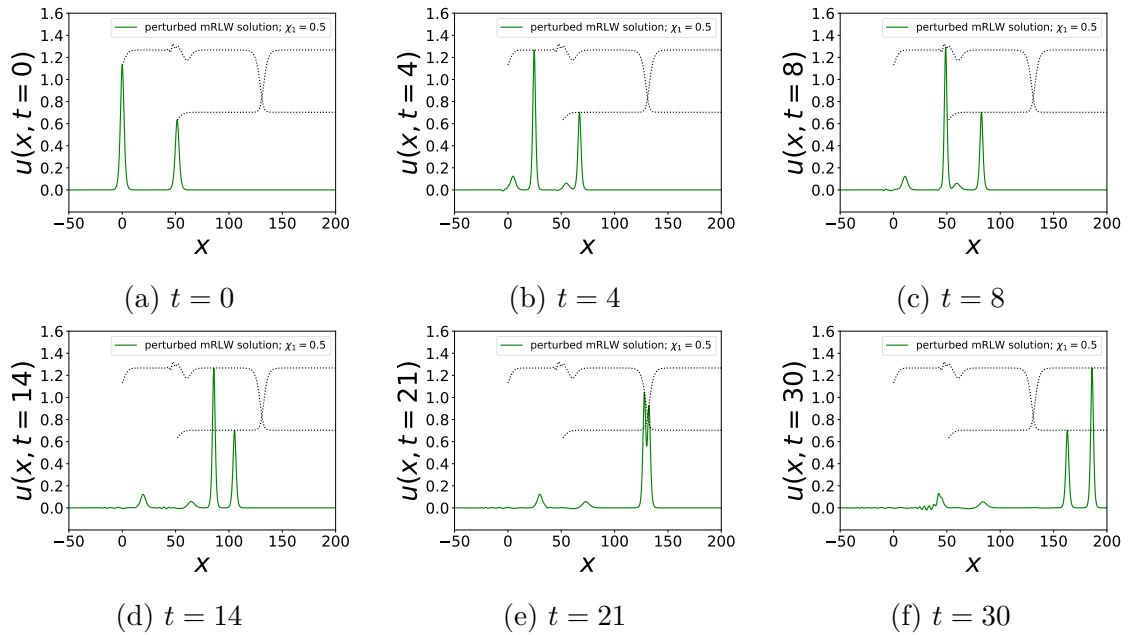 perturbed mRLW solution; χ₁ = 0.5
u(x, t = 0)
1.6
1.4
1.2
1.0
0.8
0.6
0.4
0.2
0.0
−50 0 50 100 150 200
x
(a) t = 0
perturbed mRLW solution; χ₁ = 0.5
u(x, t = 4)
1.6
1.4
1.2
1.0
0.8
0.6
0.4
0.2
0.0
−50 0 50 100 150 200
x
(b) t = 4
perturbed mRLW solution; χ₁ = 0.5
u(x, t = 8)
1.6
1.4
1.2
1.0
0.8
0.6
0.4
0.2
0.0
−50 0 50 100 150 200
x
(c) t = 8
perturbed mRLW solution; χ₁ = 0.5
u(x, t = 14)
1.6
1.4
1.2
1.0
0.8
0.6
0.4
0.2
0.0
−50 0 50 100 150 200
x
(d) t = 14
perturbed mRLW solution; χ₁ = 0.5
u(x, t = 21)
1.6
1.4
1.2
1.0
0.8
0.6
0.4
0.2
0.0
−50 0 50 100 150 200
x
(e) t = 21
perturbed mRLW solution; χ₁ = 0.5
u(x, t = 30)
1.6
1.4
1.2
1.0
0.8
0.6
0.4
0.2
0.0
−50 0 50 100 150 200
x
(f) t = 30